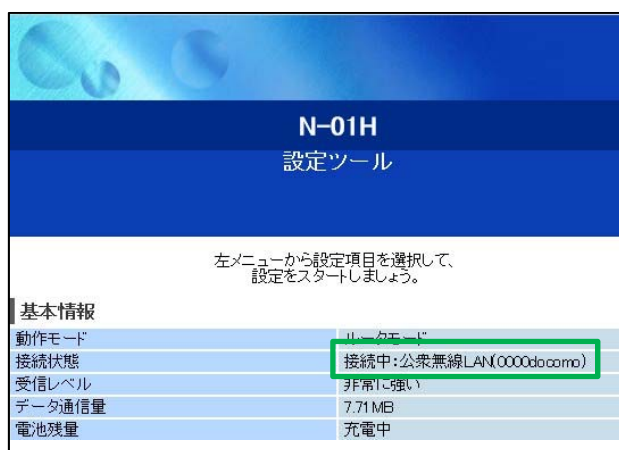 N-01H
設定ツール
左メニューから設定項目を選択して、
設定をスタートしましょう。
基本情報
動作モード ルータモード
接続状態 接続中:公衆無線LAN(0000docomo)
受信レベル 非常に強い
データ通信量 7.71 MB
電池残量 充電中